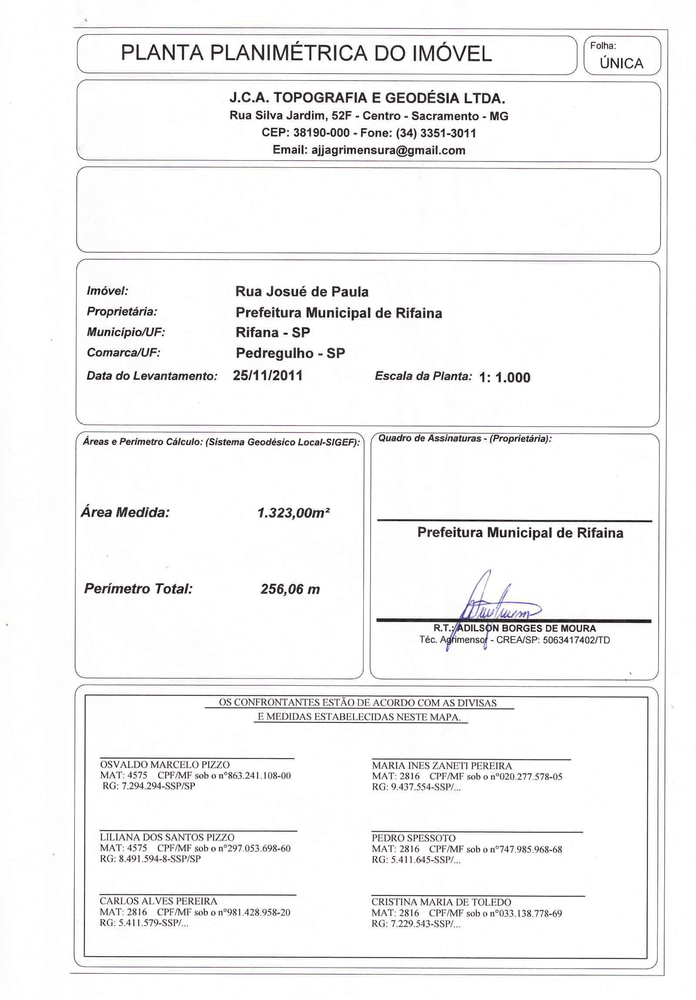 PLANTA PLANIMÉTRICA DO IMÓVEL
Folha:
ÚNICA
J.C.A. TOPOGRAFIA E GEODÉSIA LTDA.
Rua Silva Jardim, 52F - Centro - Sacramento - MG
CEP: 38190-000 - Fone: (34) 3351-3011
Email: ajjagrimensura@gmail.com
Imóvel: Rua Josué de Paula
Proprietária: Prefeitura Municipal de Rifaina
Município/UF: Rifana - SP
Comarca/UF: Pedregulho - SP
Data do Levantamento: 25/11/2011 Escala da Planta: 1: 1.000
Áreas e Perímetro Cálculo: (Sistema Geodésico Local-SIGEF):
Área Medida: 1.323,00m²
Perímetro Total: 256,06 m
Quadro de Assinaturas - (Proprietária):
Prefeitura Municipal de Rifaina
R.T.: ADILSON BORGES DE MOURA
Téc. Agrimensor - CREA/SP: 5063417402/TD
OS CONFRONTANTES ESTÃO DE ACORDO COM AS DIVISAS
E MEDIDAS ESTABELECIDAS NESTE MAPA.
OSVALDO MARCELO PIZZO
MAT: 4575 CPF/MF sob o nº863.241.108-00
RG: 7.294.294-SSP/SP
MARIA INES ZANETI PEREIRA
MAT: 2816 CPF/MF sob o nº020.277.578-05
RG: 9.437.554-SSP/...
LILIANA DOS SANTOS PIZZO
MAT: 4575 CPF/MF sob o nº297.053.698-60
RG: 8.491.594-8-SSP/SP
PEDRO SPESSOTO
MAT: 2816 CPF/MF sob o nº747.985.968-68
RG: 5.411.645-SSP/...
CARLOS ALVES PEREIRA
MAT: 2816 CPF/MF sob o nº981.428.958-20
RG: 5.411.579-SSP/...
CRISTINA MARIA DE TOLEDO
MAT: 2816 CPF/MF sob o nº033.138.778-69
RG: 7.229.543-SSP/...